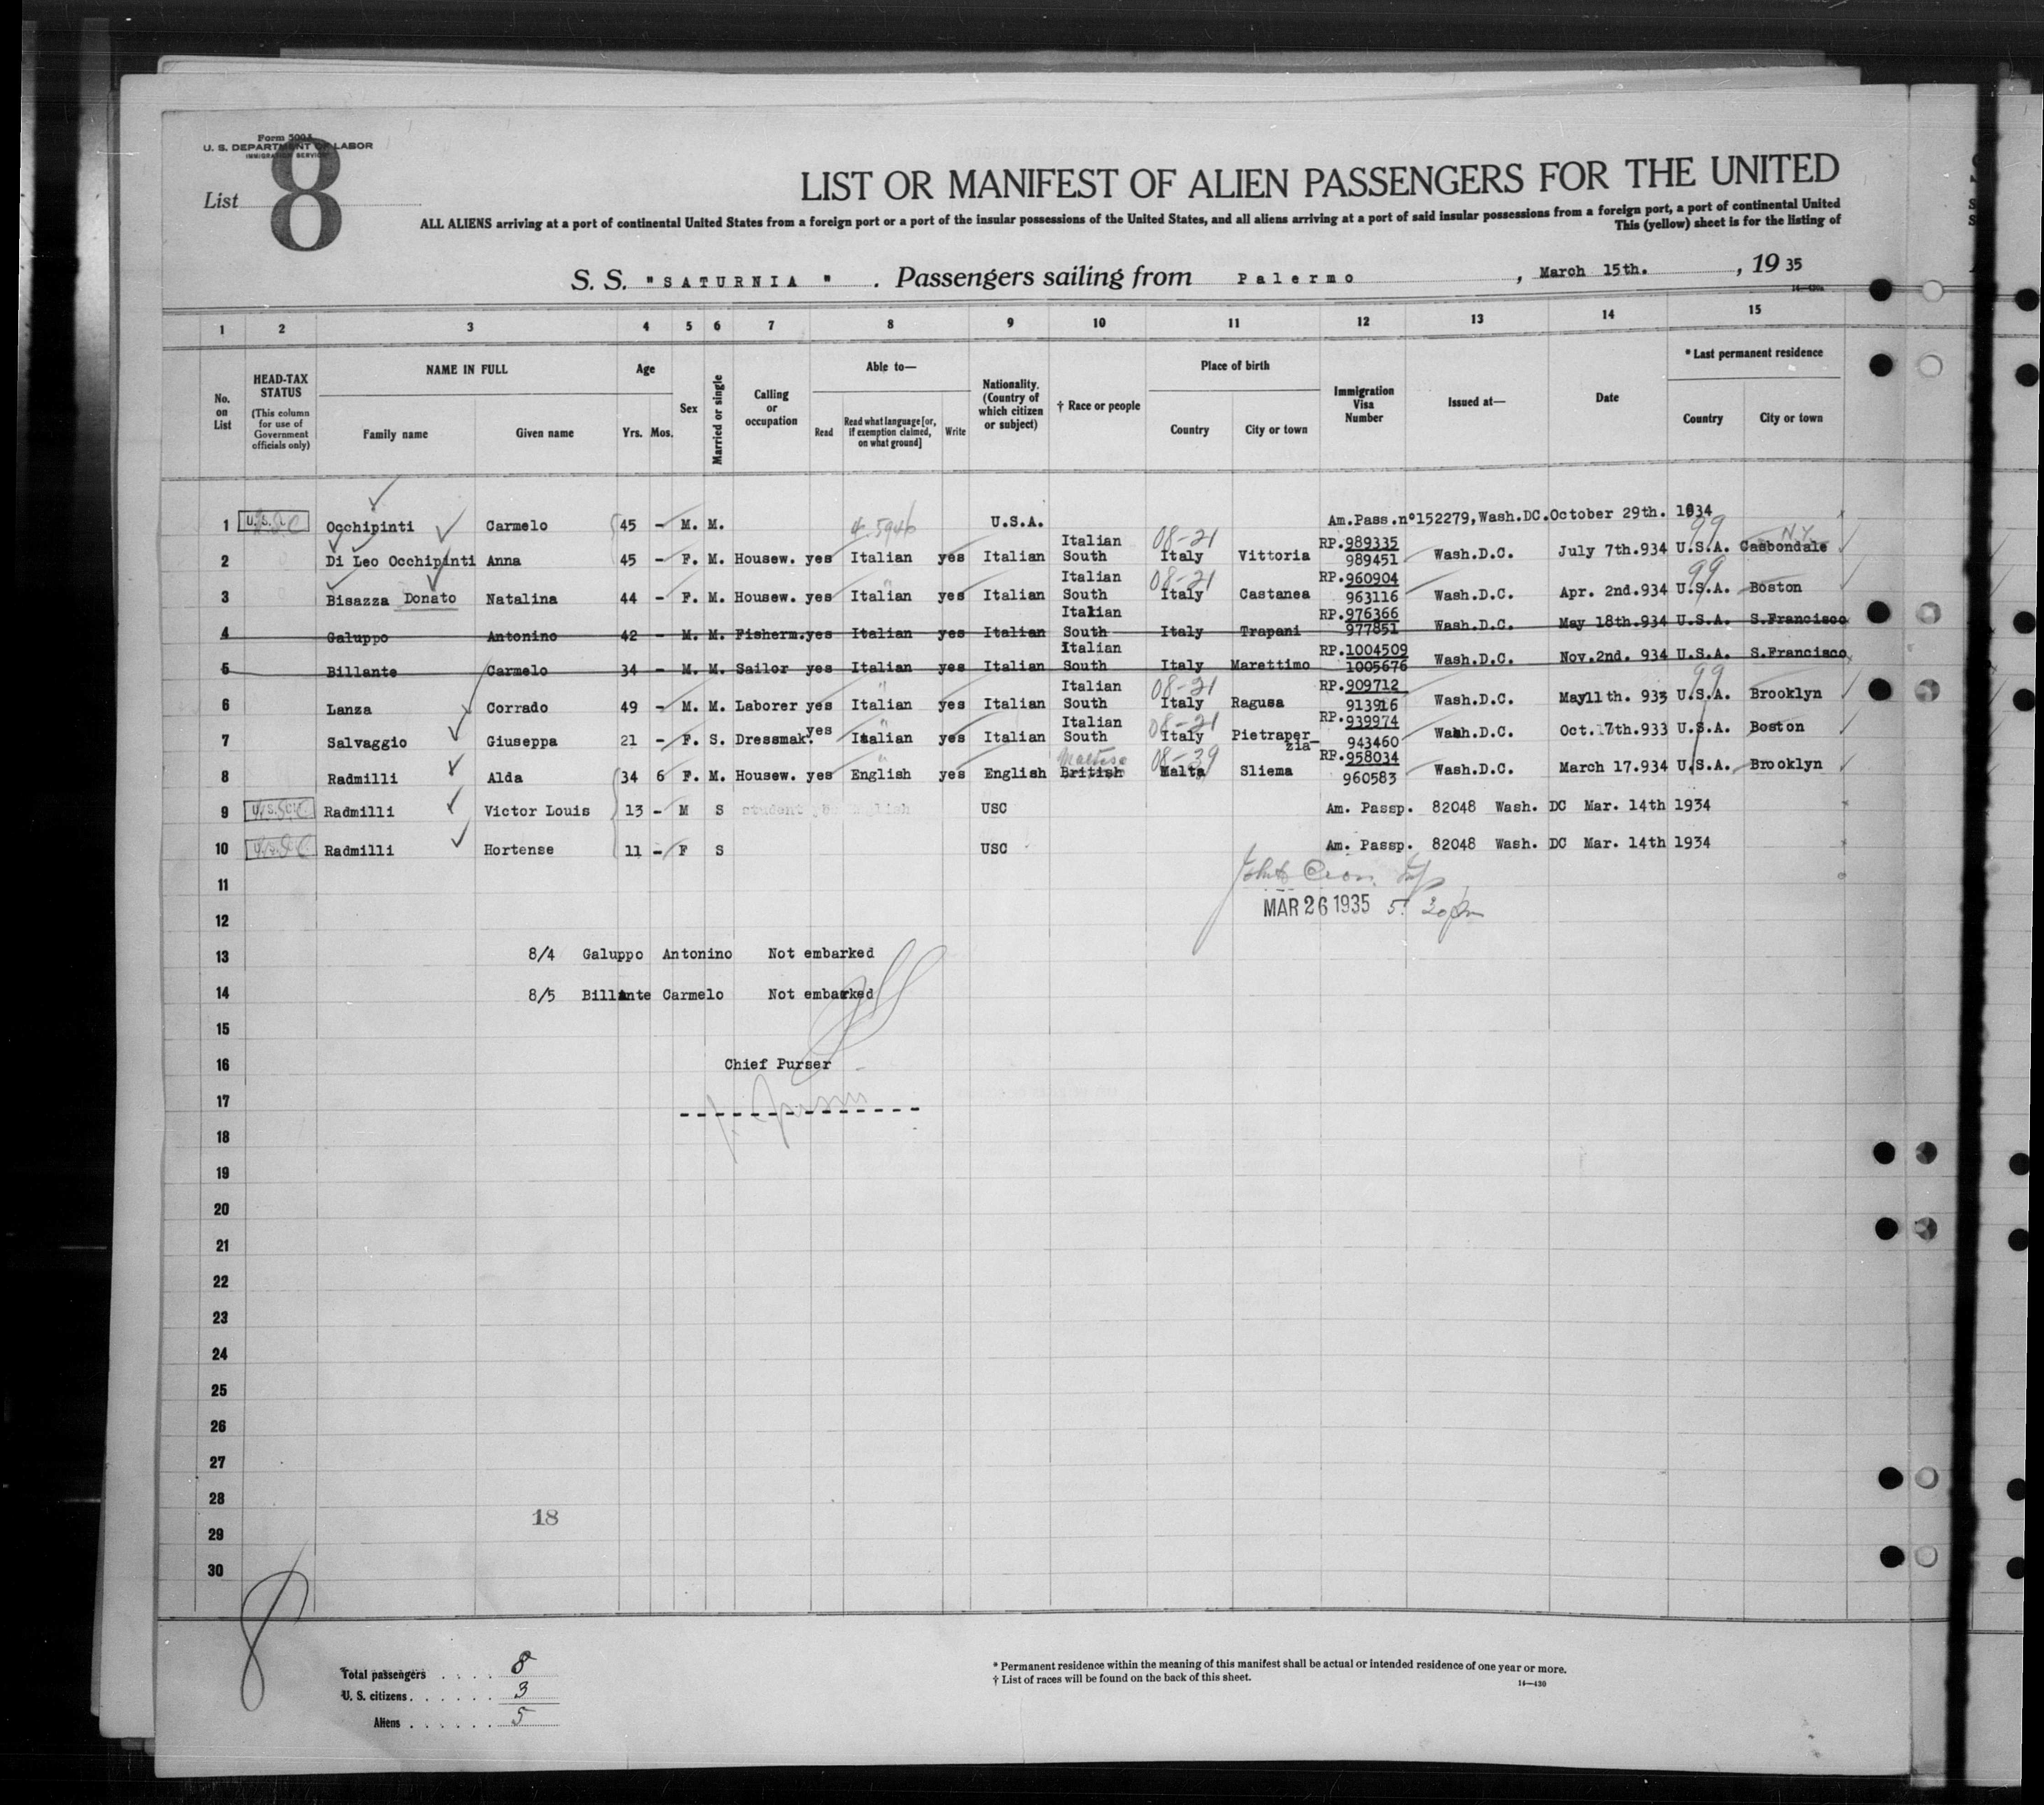 Form 500
U. S. DEPARTMENT OF LABOR
IMMIGRATION SERVICE
List 8
LIST OR MANIFEST OF ALIEN PASSENGERS FOR THE UNITED
ALL ALIENS arriving at a port of continental United States from a foreign port or a port of the insular possessions of the United States, and all aliens arriving at a port of said insular possessions from a foreign port, a port of continental United
This (yellow) sheet is for the listing of
S. S. "SATURNIA". Passengers sailing from Palermo, March 15th., 1935
1 2 3 4 5 6 7 8 9 10 11 12 13 14 15
No. on List
HEAD-TAX STATUS (This column for use of Government officials only)
NAME IN FULL
Family name Given name
Age
Yrs. Mos.
Sex
Married or single
Calling or occupation
Able to—
Read Read what language [or, if exemption claimed, on what ground] Write
Nationality. (Country of which citizen or subject)
† Race or people
Place of birth
Country City or town
Immigration Visa Number
Issued at—
Date
* Last permanent residence
Country City or town
1 U.S.C. Occhipinti Carmelo 45 - M. M. U.S.A. Am.Pass.n°152279,Wash.DC.October 29th. 1934
2 Di Leo Occhipinti Anna 45 - F. M. Housew. yes Italian yes Italian Italian South 08-21 Italy Vittoria RP.989335 989451 Wash.D.C. July 7th.934 99 U.S.A. Casbondale N.Y.
3 Bisazza Donato Natalina 44 - F. M. Housew. yes Italian yes Italian Italian South 08-21 Italy Castanea RP.960904 963116 Wash.D.C. Apr. 2nd.934 99 U.S.A. Boston
4 Galuppo Antonino 42 - M. M. Fisherm.yes Italian yes Italian Italian South Italy Trapani RP.976366 977851 Wash.D.C. May 18th.934 U.S.A. S.Francisco
5 Billante Carmelo 34 - M. M. Sailor yes Italian yes Italian Italian South Italy Marettimo RP.1004509 1005676 Wash.D.C. Nov.2nd. 934 U.S.A. S.Francisco
6 Lanza Corrado 49 - M. M. Laborer yes Italian yes Italian Italian South 08-21 Italy Ragusa RP.909712 913916 Wash.D.C. May11th. 933 99 U.S.A. Brooklyn
7 Salvaggio Giuseppa 21 - F. S. Dressmak. yes Italian yes Italian Italian South 08-21 Italy Pietraperzia RP.939974 943460 Wash.D.C. Oct.17th.933 U.S.A. Boston
8 Radmilli Alda 34 6 F. M. Housew. yes English yes English British Maltese 08-39 Malta Sliema RP.958034 960583 Wash.D.C. March 17.934 U.S.A. Brooklyn
9 U.S.C. Radmilli Victor Louis 13 - M S student yes English USC Am. Passp. 82048 Wash. DC Mar. 14th 1934
10 U.S.C. Radmilli Hortense 11 - F S USC Am. Passp. 82048 Wash. DC Mar. 14th 1934
11
12 MAR 26 1935 5:20pm
13 8/4 Galuppo Antonino Not embarked
14 8/5 Billante Carmelo Not embarked
15
16 Chief Purser
17
18
19
20
21
22
23
24
25
26
27
28
18
29
30
8
Total passengers . . . . 8
U. S. citizens . . . . . . 3
Aliens . . . . . . 5
* Permanent residence within the meaning of this manifest shall be actual or intended residence of one year or more.
† List of races will be found on the back of this sheet.
14—430